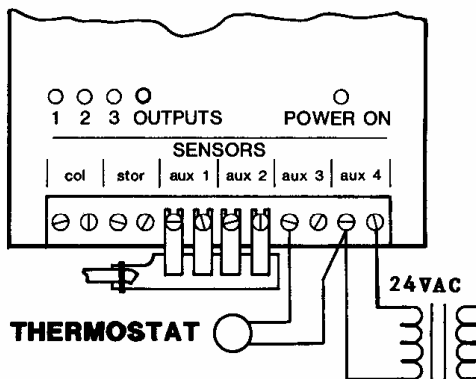 1 2 3 OUTPUTS POWER ON
SENSORS
col stor aux 1 aux 2 aux 3 aux 4
24VAC
THERMOSTAT